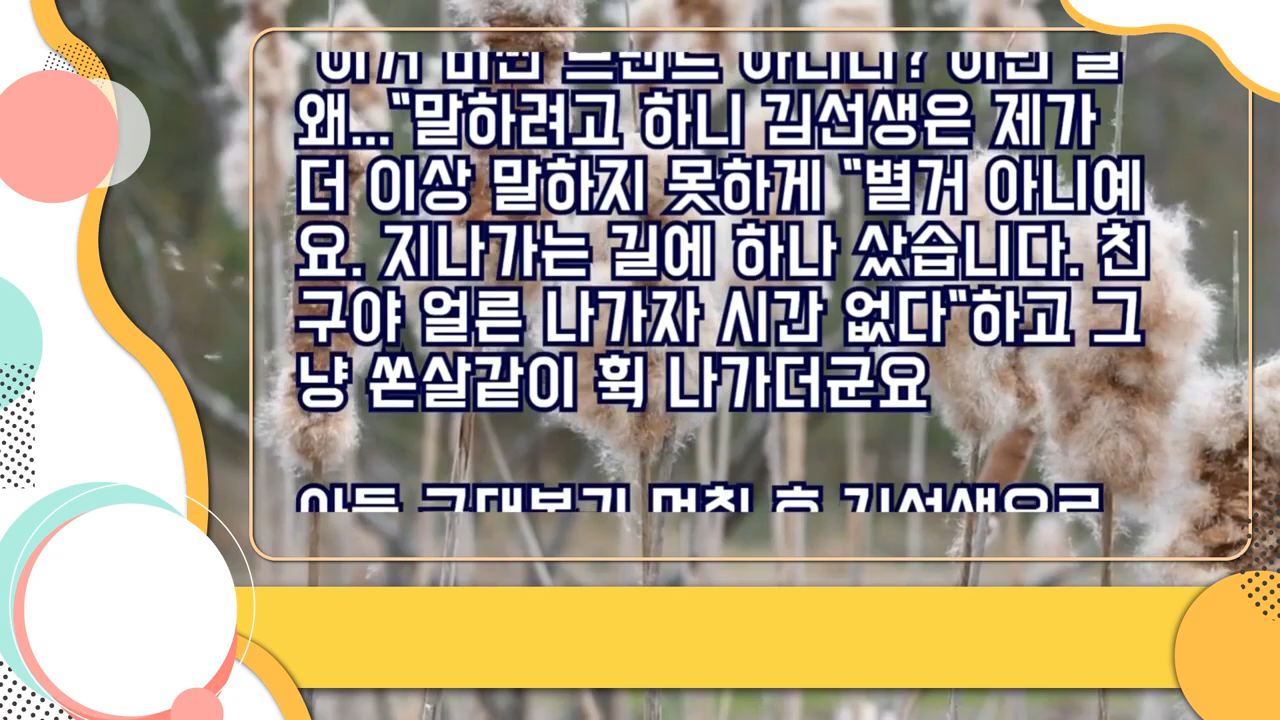 왜..."말하려고 하니 김선생은 제가
더 이상 말하지 못하게 "별거 아니예
요. 지나가는 길에 하나 샀습니다. 친
구야 얼른 나가자 시간 없다"하고 그
냥 쏜살같이 휙 나가더군요